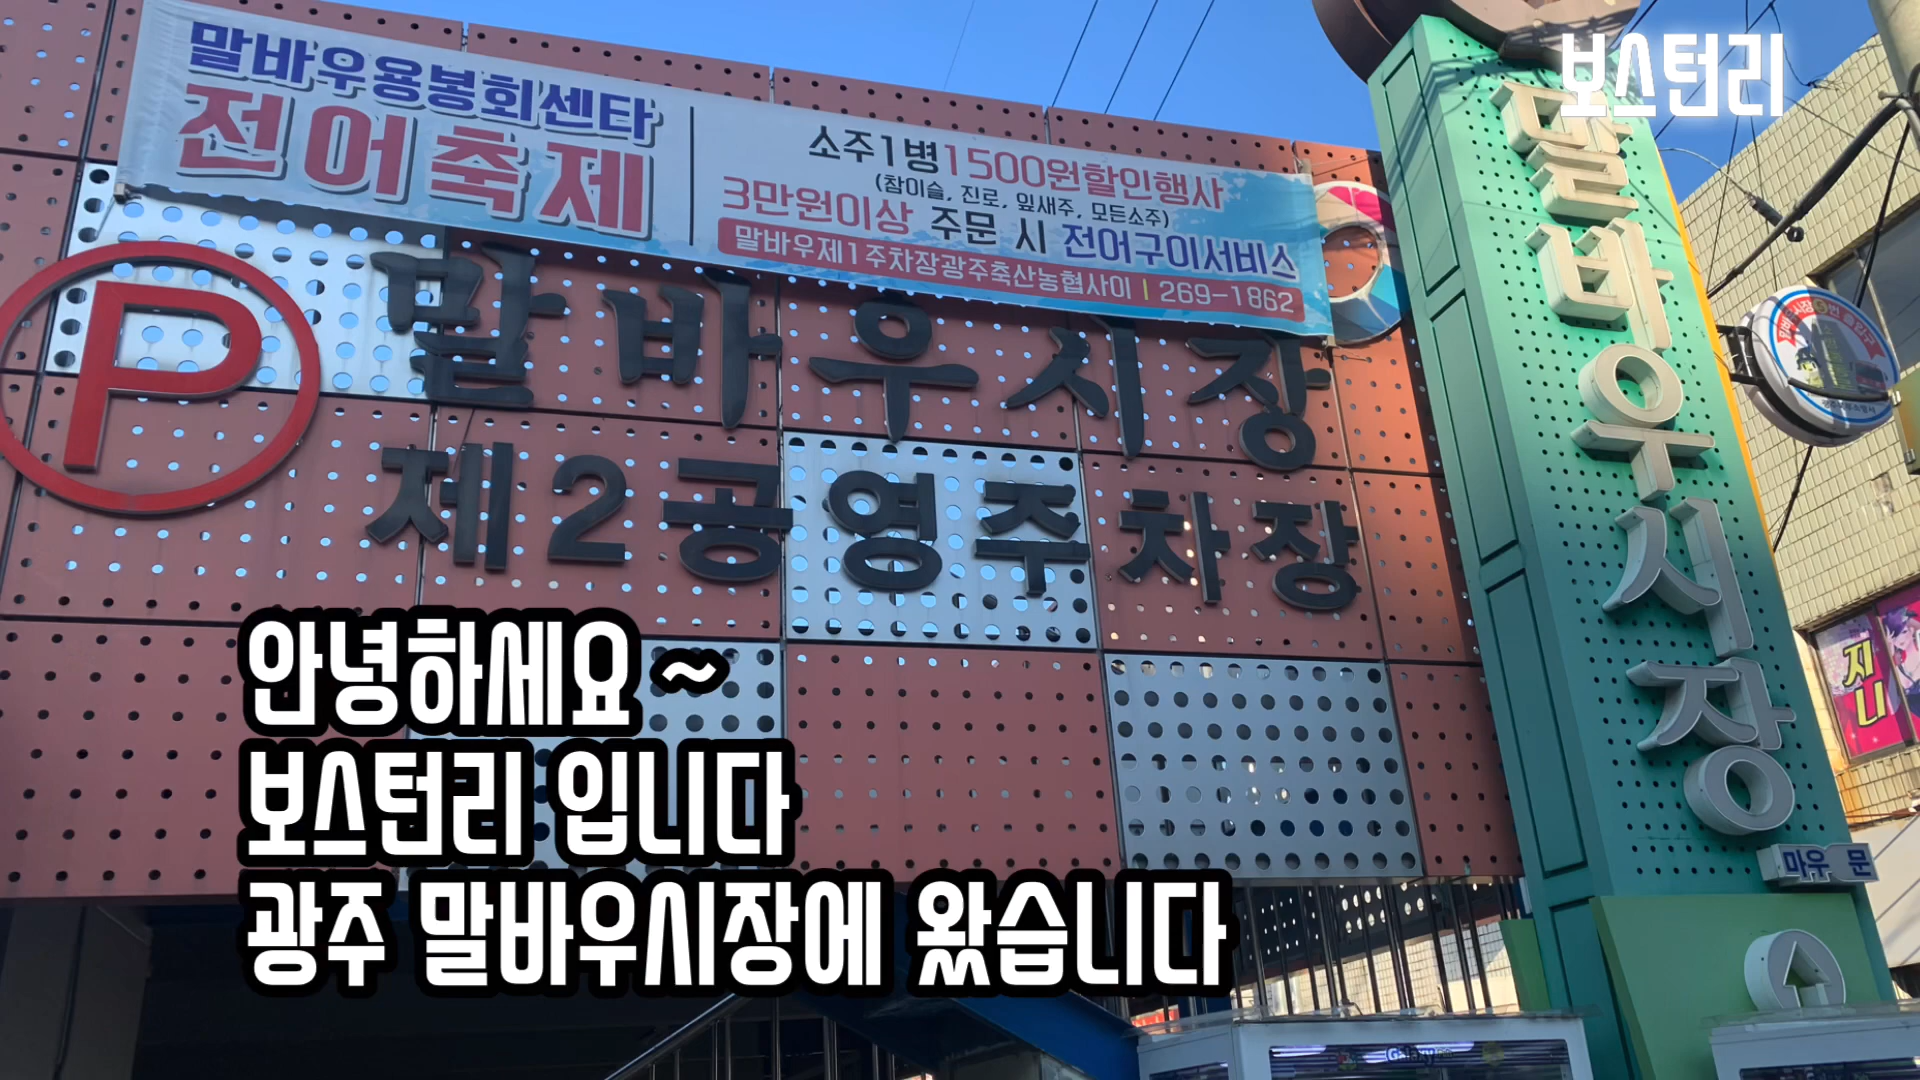 보스턴리
말바우용봉회센타
전어축제
소주1병1500원할인행사
(참이슬, 진로, 잎새주, 모든소주)
3만원이상 주문 시 전어구이서비스
말바우제1주차장광주축산농협사이 | 269-1862
P
말바우시장
제2공영주차장
말바우시장
마우 문
지니
안녕하세요~
보스턴리 입니다
광주 말바우시장에 왔습니다